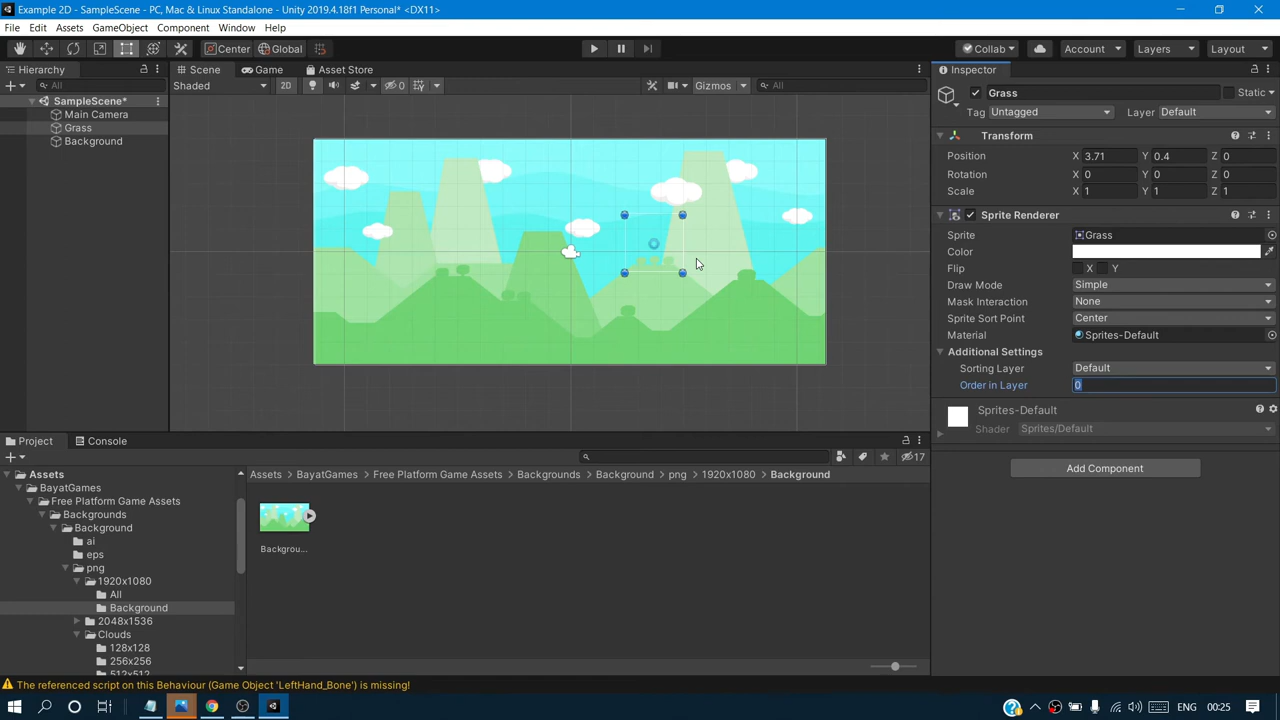 Example 2D - SampleScene - PC, Mac & Linux Standalone - Unity 2019.4.18f1 Personal* <DX11>
File Edit Assets GameObject Component Window Help
Center Global Collab Account Layers Layout
Hierarchy
All
SampleScene*
Main Camera
Grass
Background
Scene Game Asset Store
Shaded 2D 0 Gizmos All
Inspector
Grass Static
Tag Untagged Layer Default
Transform
Position X 3.71 Y 0.4 Z 0
Rotation X 0 Y 0 Z 0
Scale X 1 Y 1 Z 1
Sprite Renderer
Sprite Grass
Color
Flip X Y
Draw Mode Simple
Mask Interaction None
Sprite Sort Point Center
Material Sprites-Default
Additional Settings
Sorting Layer Default
Order in Layer 0
Sprites-Default
Shader Sprites/Default
Add Component
Project Console
17
Assets
BayatGames
Free Platform Game Assets
Backgrounds
Background
ai
eps
png
1920x1080
All
Background
2048x1536
Clouds
128x128
256x256
512x512
Assets BayatGames Free Platform Game Assets Backgrounds Background png 1920x1080 Background
Backgrou...
The referenced script on this Behaviour (Game Object 'LeftHand_Bone') is missing!
ENG 00:25